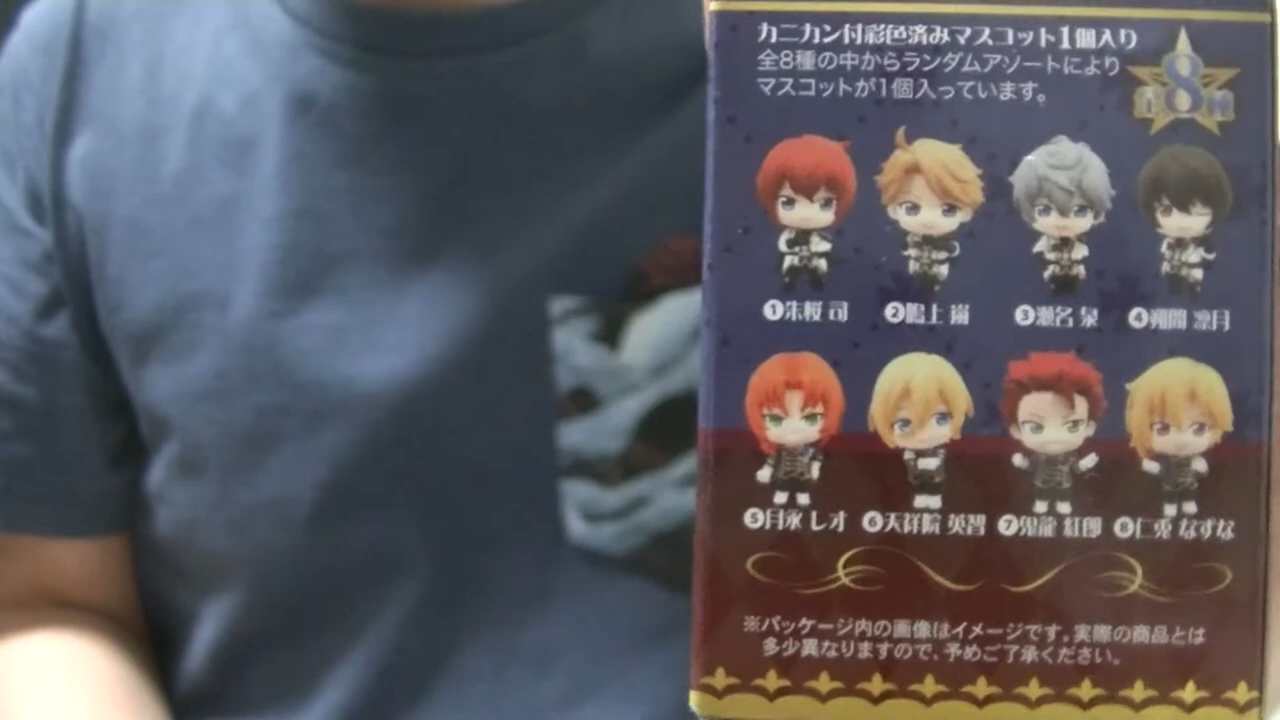 カニカン付彩色済みマスコット1個入り
全8種の中からランダムアソートにより
マスコットが1個入っています。
全8種
❶朱桜 司 ❷鳴上 嵐 ❸瀬名 泉 ❹朔間 凛月
❺月永 レオ ❻天祥院 英智 ❼鬼龍 紅郎 ❽仁兎 なずな
※パッケージ内の画像はイメージです。実際の商品とは
多少異なりますので、予めご了承ください。